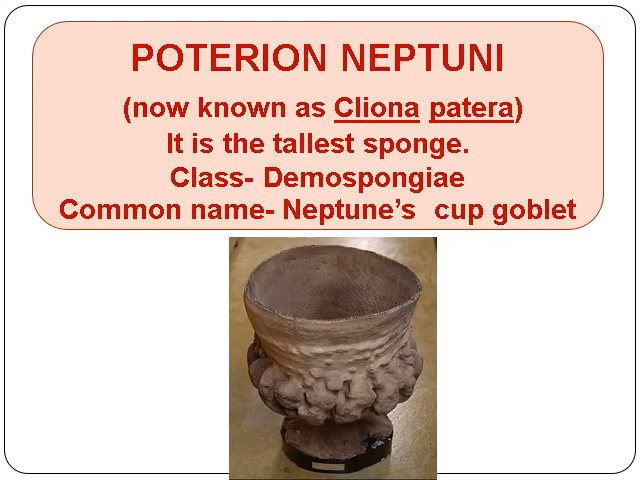 POTERION NEPTUNI
(now known as Cliona patera)
It is the tallest sponge.
Class- Demospongiae
Common name- Neptune’s cup goblet